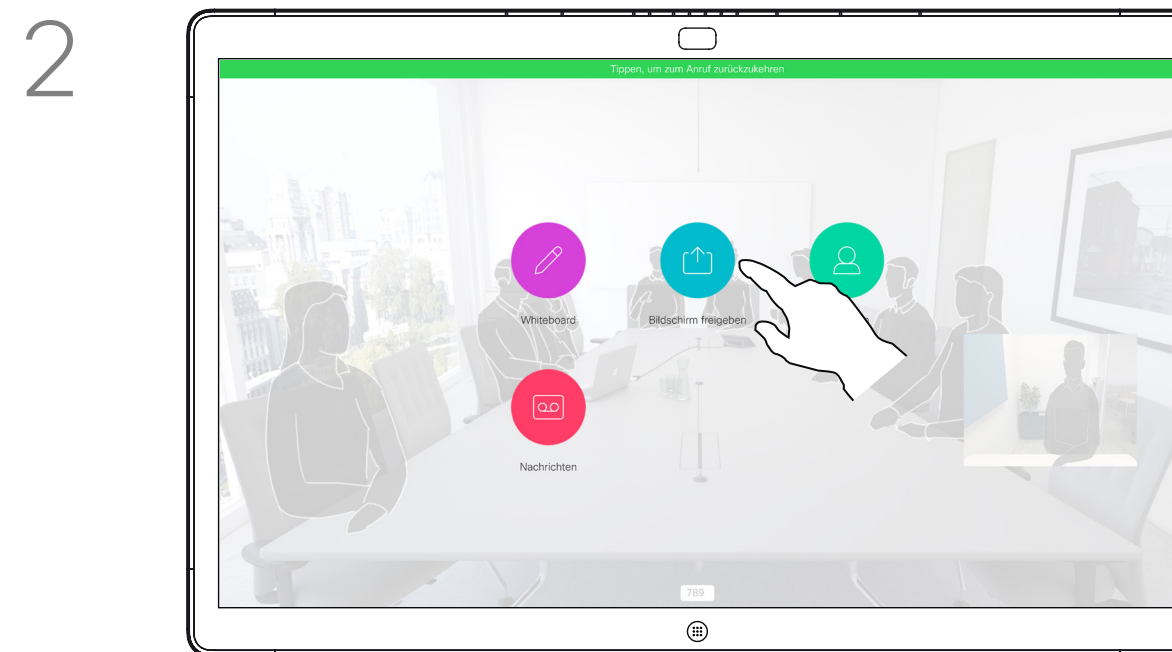 2
Tippen, um zum Anruf zurückzukehren
Whiteboard
Bildschirm freigeben
Nachrichten
789